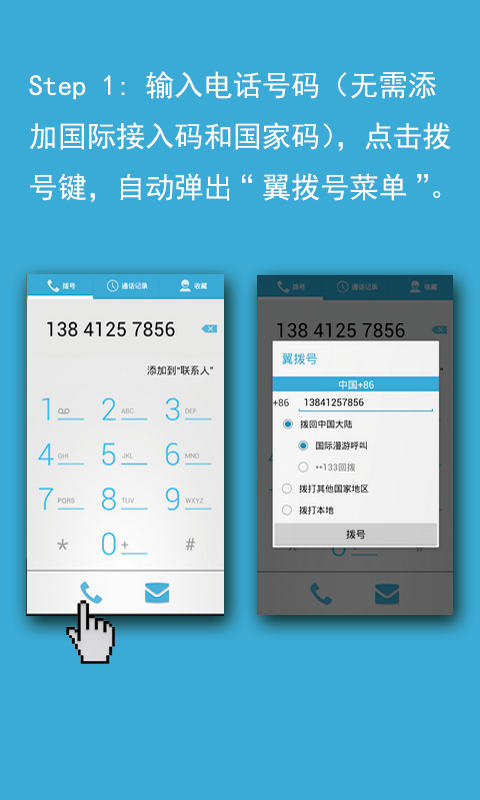 Step 1: 输入电话号码（无需添
加国际接入码和国家码），点击拨
号键，自动弹出“翼拨号菜单”。
拨号 通话记录 收藏
138 4125 7856
添加到“联系人”
1 2 ABC 3 DEF
4 GHI 5 JKL 6 MNO
7 PQRS 8 TUV 9 WXYZ
* 0 + #
拨号 通话记录 收藏
138 4125 7856
翼拨号
中国+86
+86 13841257856
拨回中国大陆
国际漫游呼叫
**133回拨
拨打其他国家地区
拨打本地
拨号